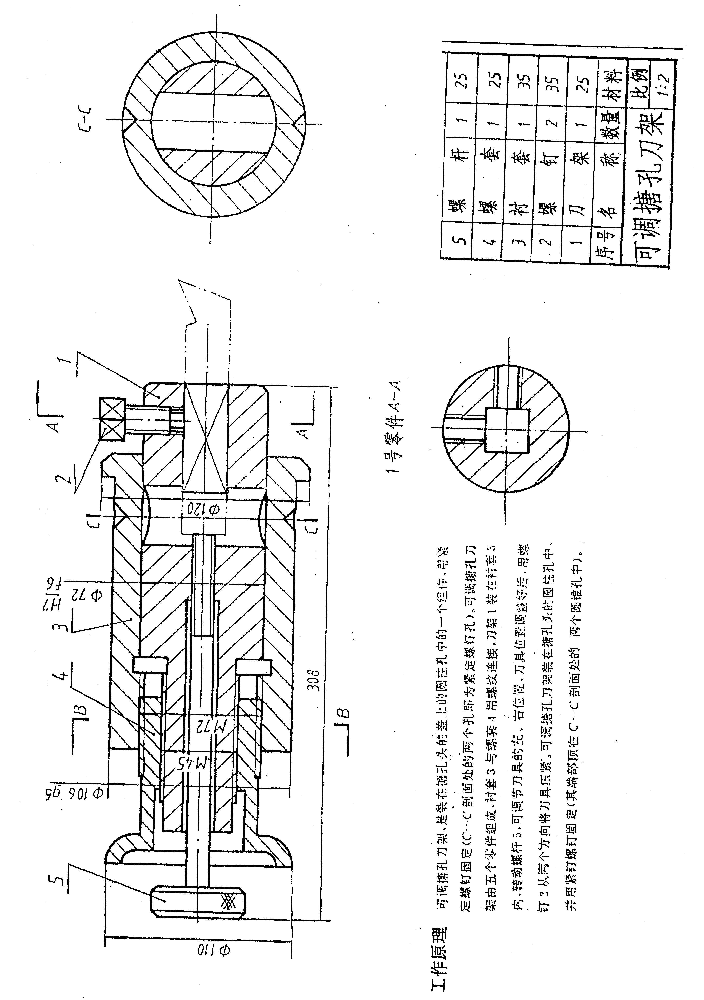 C-C
1
2
3
4
5
A
A
B
B
C
C
Φ120
Φ72 H7/f6
M72
M45
Φ106 g6
Φ110
308
1号零件A-A
5 螺杆 1 25
4 螺套 1 25
3 衬套 1 35
2 螺钉 2 35
1 刀架 1 25
序号 名称 数量 材料
可调搪孔刀架 比例
1:2
工作原理
可调搪孔刀架、是装在搪孔头的盖上的圆柱孔中的一个组件、用紧
定螺钉固定(C-C剖面处的两个孔即为紧定螺钉孔)。可调搪孔刀
架由五个零件组成、衬套3与螺套4用螺纹连接,刀架1装在衬套3
内、转动螺杆5、可调节刀具的左、右位置、刀具位置调整好后,用螺
钉2从两个方向将刀具压紧。可调搪孔刀架装在搪孔头的圆柱孔中、
并用紧钉螺钉固定(其端部顶在C-C剖面处的 两个圆锥孔中)。